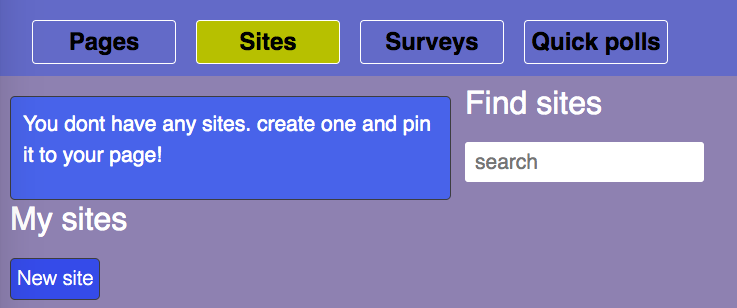 Pages Sites Surveys Quick polls
You dont have any sites. create one and pin
it to your page!
Find sites
search
My sites
New site